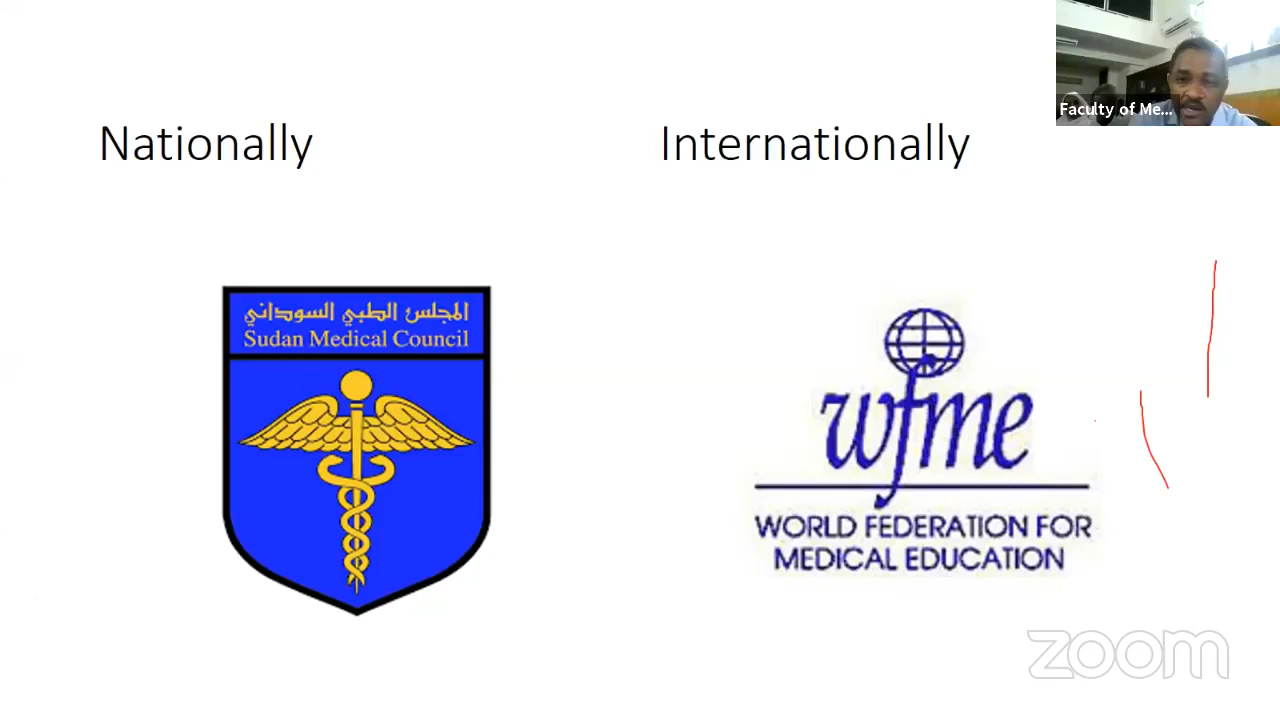 Faculty of Me...
Nationally
Internationally
المجلس الطبي السوداني
Sudan Medical Council
wfme
WORLD FEDERATION FOR
MEDICAL EDUCATION
zoom